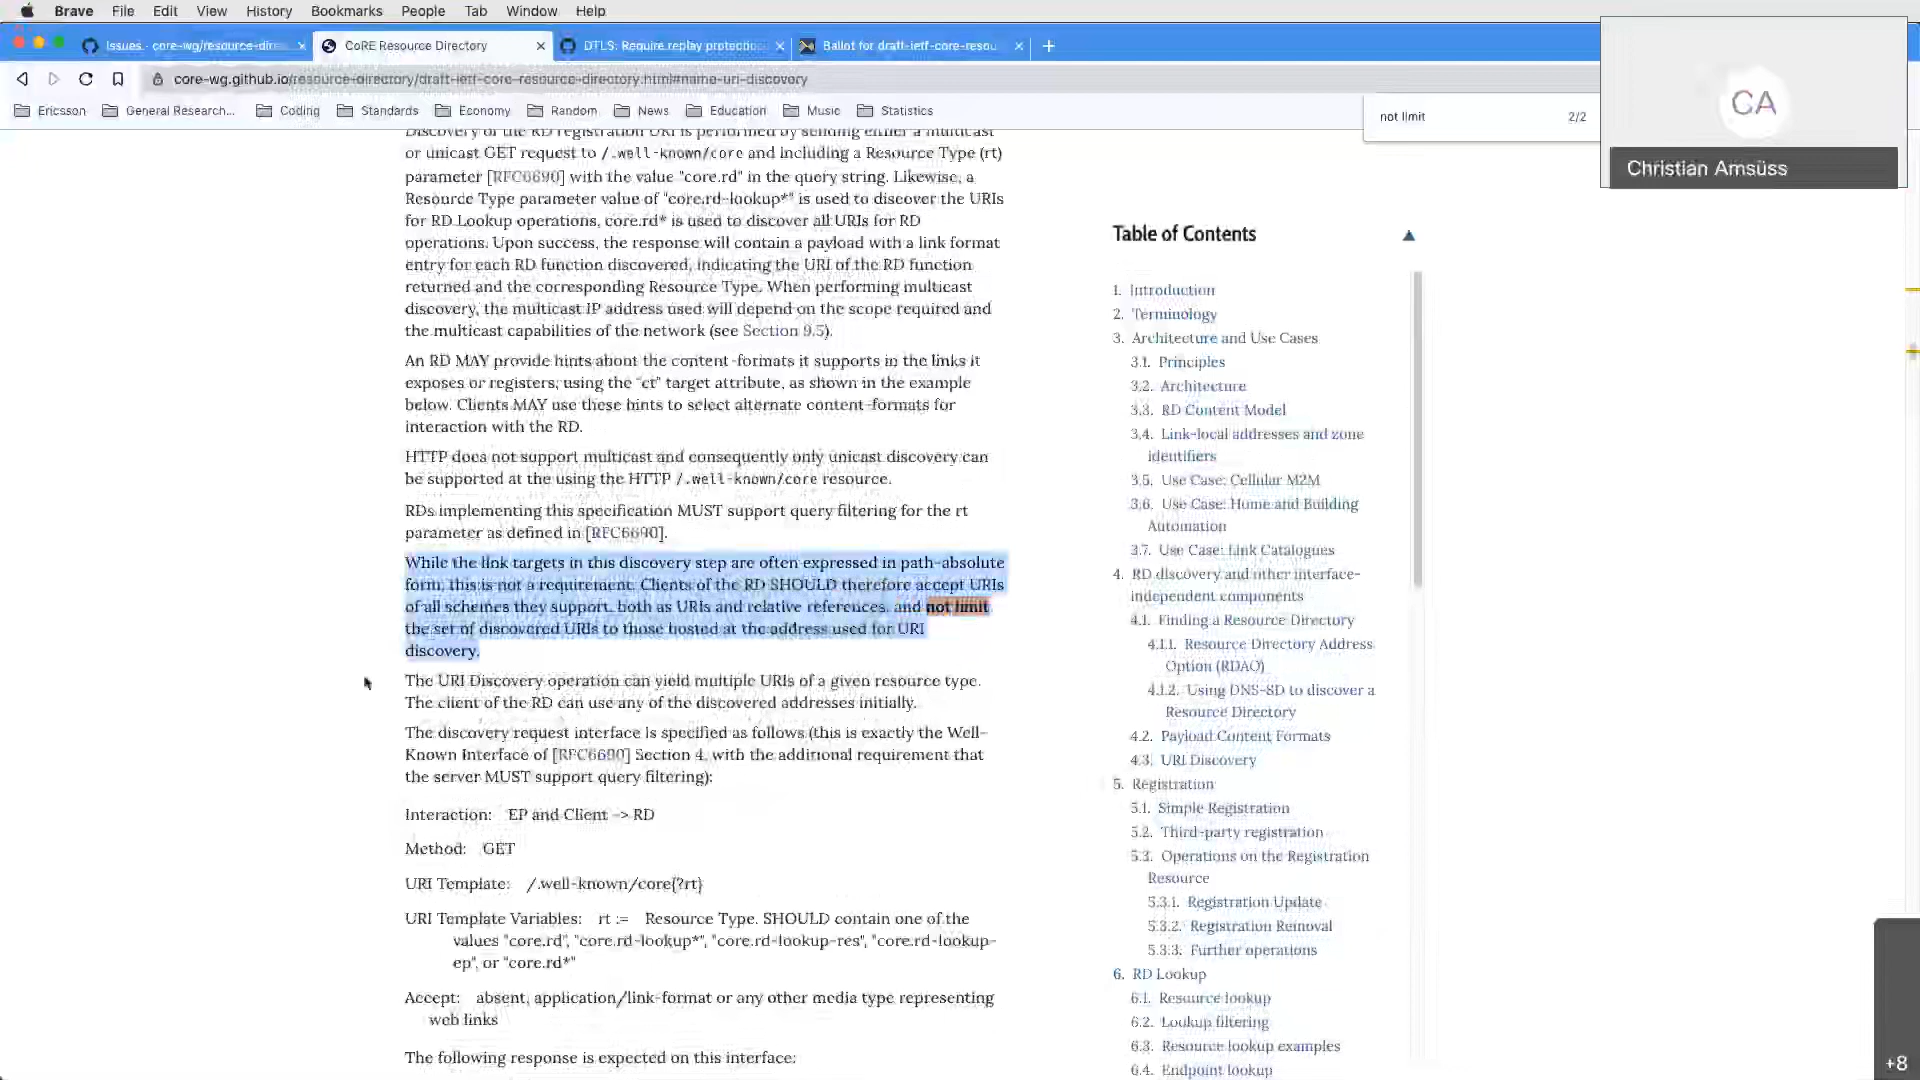 Brave File Edit View History Bookmarks People Tab Window Help
Issues · core-wg/resource-dire
CoRE Resource Directory
DTLS: Require replay protection
Ballot for draft-ietf-core-resou
core-wg.github.io/resource-directory/draft-ietf-core-resource-directory.html#name-uri-discovery
Ericsson General Research... Coding Standards Economy Random News Education Music Statistics
not limit 2/2
CA
Christian Amsüss
Discovery of the RD registration URI is performed by sending either a multicast
or unicast GET request to /.well-known/core and including a Resource Type (rt)
parameter [RFC6690] with the value "core.rd" in the query string. Likewise, a
Resource Type parameter value of "core.rd-lookup*" is used to discover the URIs
for RD Lookup operations, core.rd* is used to discover all URIs for RD
operations. Upon success, the response will contain a payload with a link format
entry for each RD function discovered, indicating the URI of the RD function
returned and the corresponding Resource Type. When performing multicast
discovery, the multicast IP address used will depend on the scope required and
the multicast capabilities of the network (see Section 9.5).
An RD MAY provide hints about the content-formats it supports in the links it
exposes or registers, using the "ct" target attribute, as shown in the example
below. Clients MAY use these hints to select alternate content-formats for
interaction with the RD.
HTTP does not support multicast and consequently only unicast discovery can
be supported at the using the HTTP /.well-known/core resource.
RDs implementing this specification MUST support query filtering for the rt
parameter as defined in [RFC6690].
While the link targets in this discovery step are often expressed in path-absolute
form, this is not a requirement. Clients of the RD SHOULD therefore accept URIs
of all schemes they support, both as URIs and relative references, and not limit
the set of discovered URIs to those hosted at the address used for URI
discovery.
The URI Discovery operation can yield multiple URIs of a given resource type.
The client of the RD can use any of the discovered addresses initially.
The discovery request interface is specified as follows (this is exactly the Well-
Known Interface of [RFC6690] Section 4, with the additional requirement that
the server MUST support query filtering):
Interaction: EP and Client -> RD
Method: GET
URI Template: /.well-known/core{?rt}
URI Template Variables: rt := Resource Type. SHOULD contain one of the
values "core.rd", "core.rd-lookup*", "core.rd-lookup-res", "core.rd-lookup-
ep", or "core.rd*"
Accept: absent, application/link-format or any other media type representing
web links
The following response is expected on this interface:
Table of Contents
1. Introduction
2. Terminology
3. Architecture and Use Cases
3.1. Principles
3.2. Architecture
3.3. RD Content Model
3.4. Link-local addresses and zone
identifiers
3.5. Use Case: Cellular M2M
3.6. Use Case: Home and Building
Automation
3.7. Use Case: Link Catalogues
4. RD discovery and other interface-
independent components
4.1. Finding a Resource Directory
4.1.1. Resource Directory Address
Option (RDAO)
4.1.2. Using DNS-SD to discover a
Resource Directory
4.2. Payload Content Formats
4.3. URI Discovery
5. Registration
5.1. Simple Registration
5.2. Third-party registration
5.3. Operations on the Registration
Resource
5.3.1. Registration Update
5.3.2. Registration Removal
5.3.3. Further operations
6. RD Lookup
6.1. Resource lookup
6.2. Lookup filtering
6.3. Resource lookup examples
6.4. Endpoint lookup
+8